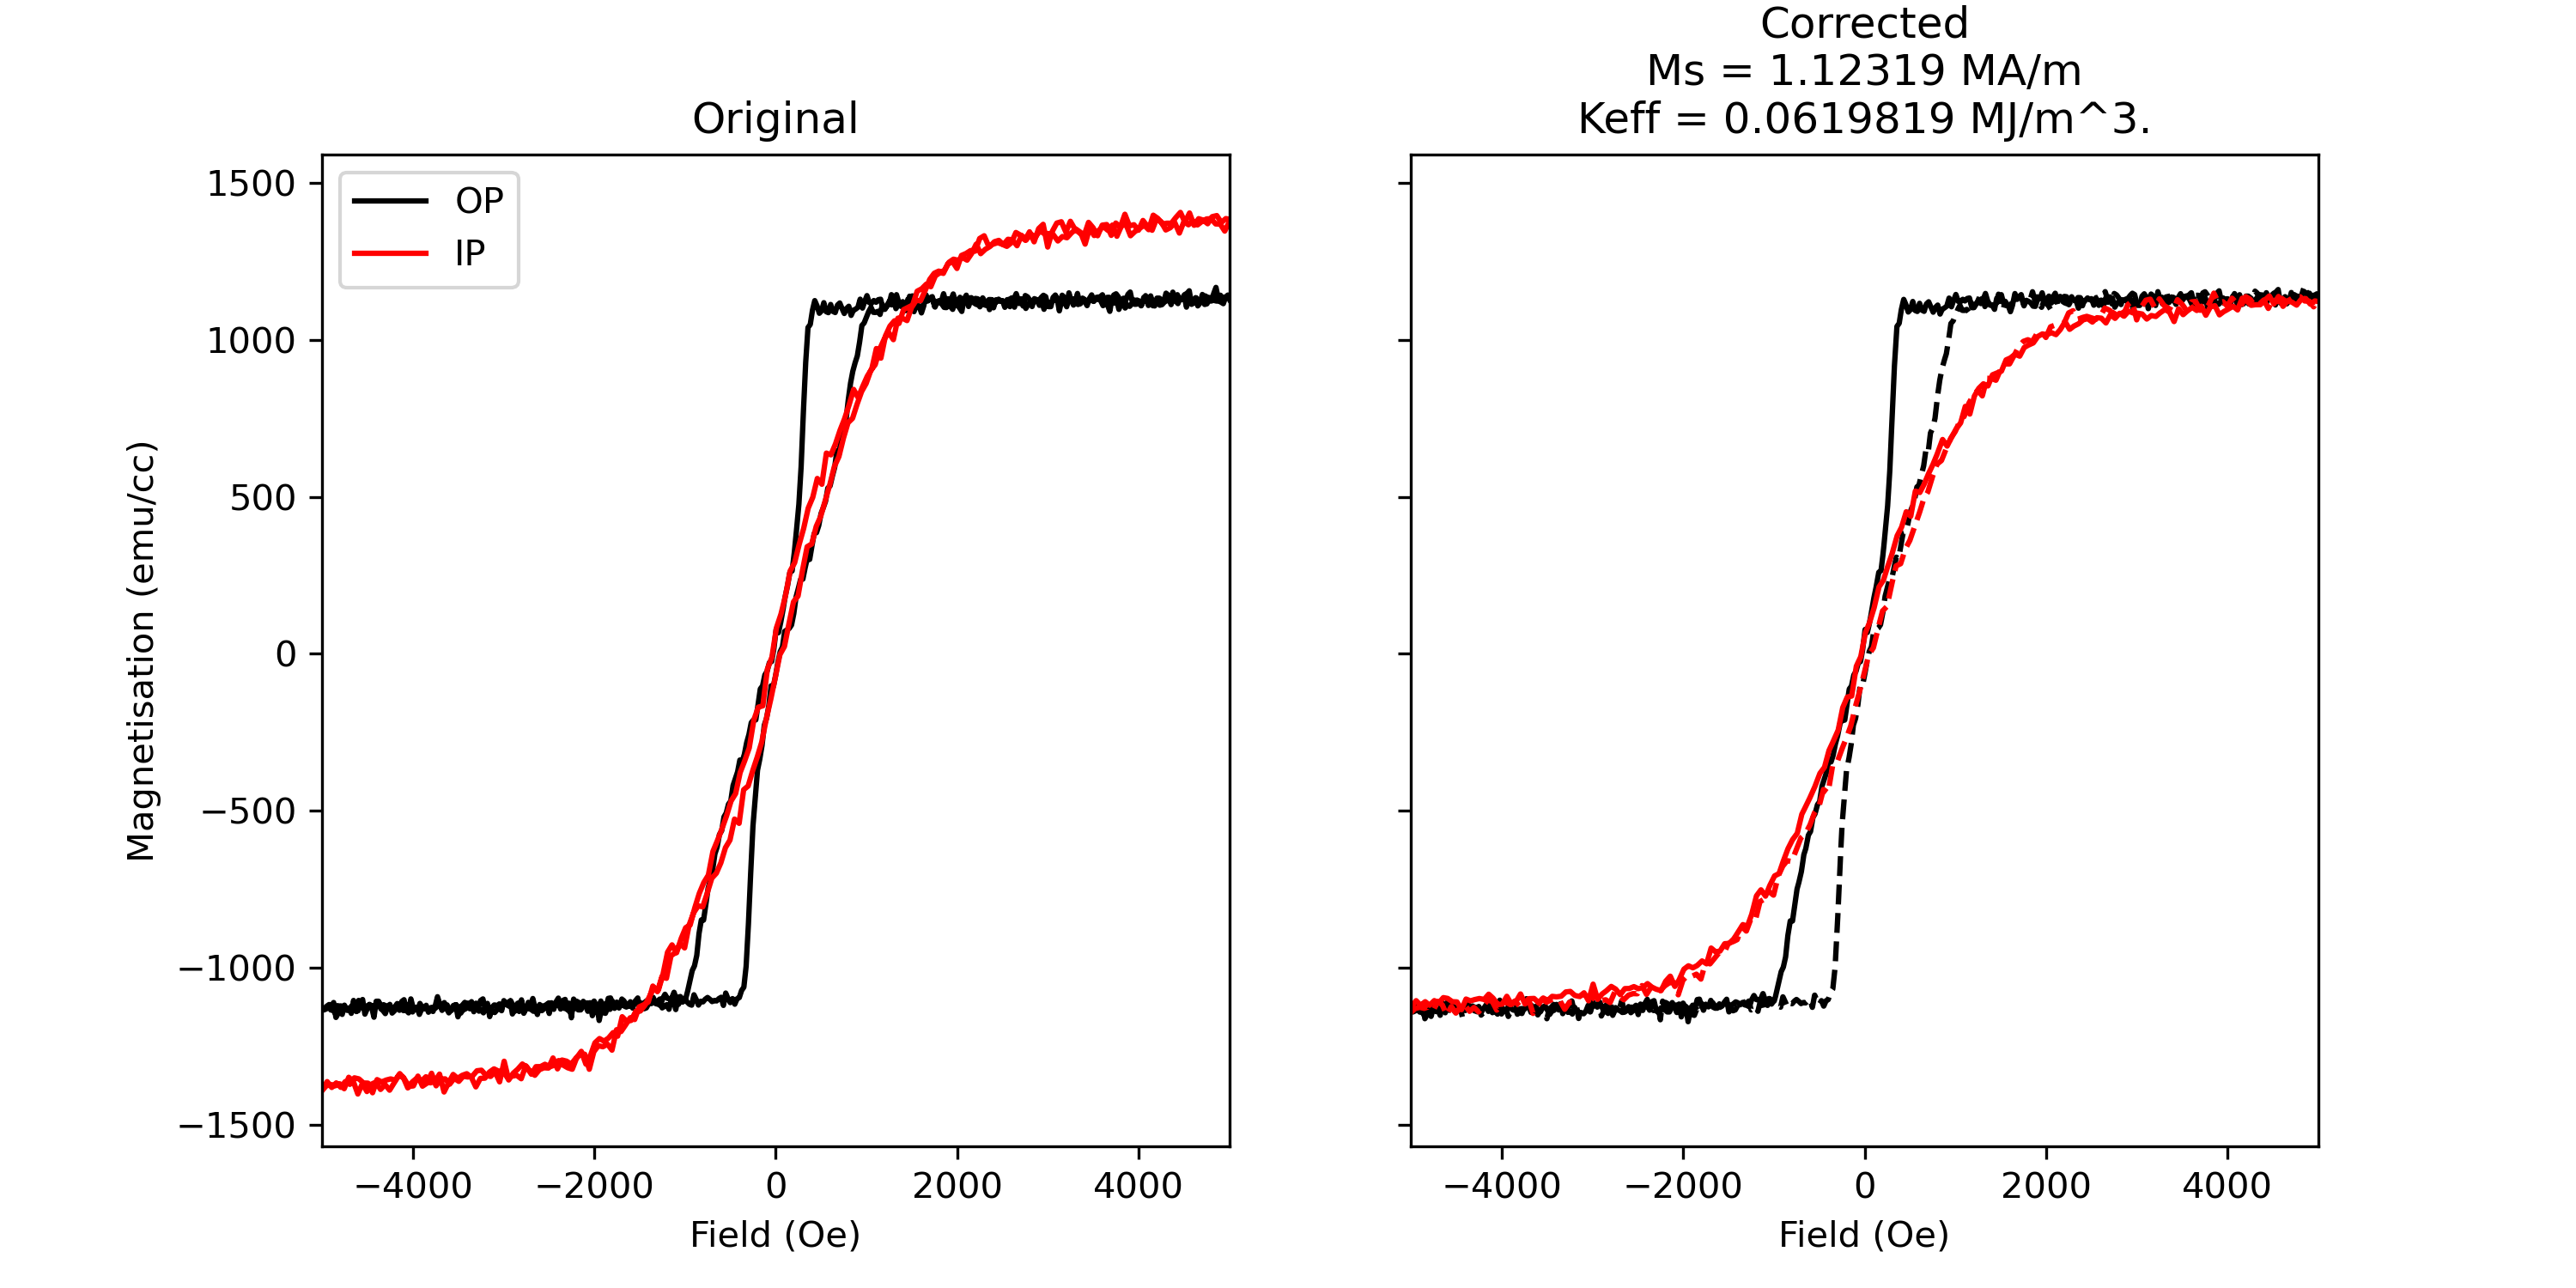 Original
OP
IP
1500
1000
500
0
−500
−1000
−1500
Magnetisation (emu/cc)
−4000 −2000 0 2000 4000
Field (Oe)
Corrected
Ms = 1.12319 MA/m
Keff = 0.0619819 MJ/m^3.
−4000 −2000 0 2000 4000
Field (Oe)